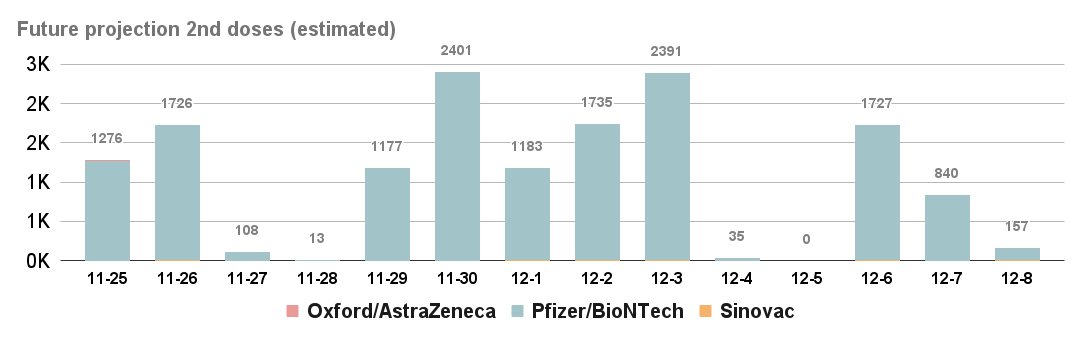 Future projection 2nd doses (estimated)
3K
2K
2K
1K
1K
0K
1276
1726
108
13
1177
2401
1183
1735
2391
35
0
1727
840
157
11-25 11-26 11-27 11-28 11-29 11-30 12-1 12-2 12-3 12-4 12-5 12-6 12-7 12-8
Oxford/AstraZeneca Pfizer/BioNTech Sinovac